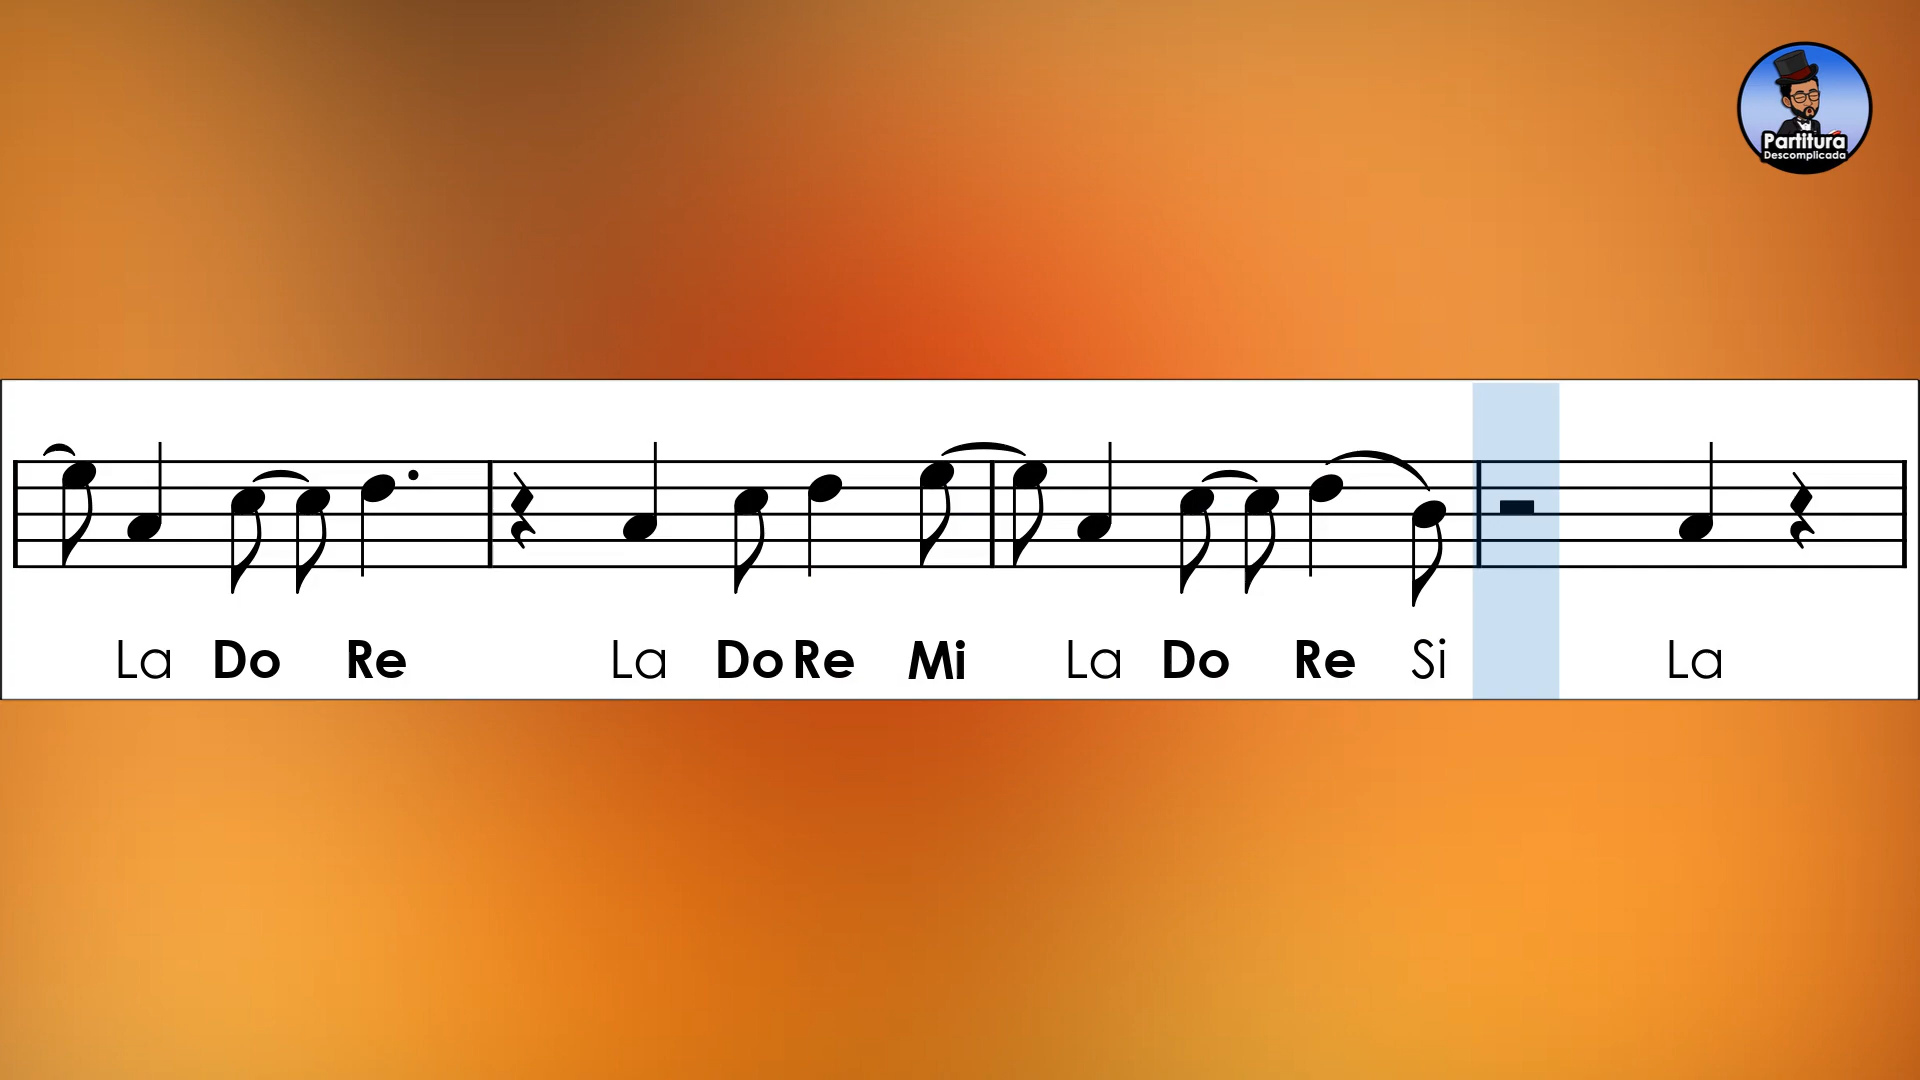 Partitura
Descomplicada
La Do Re La Do Re Mi La Do Re Si La